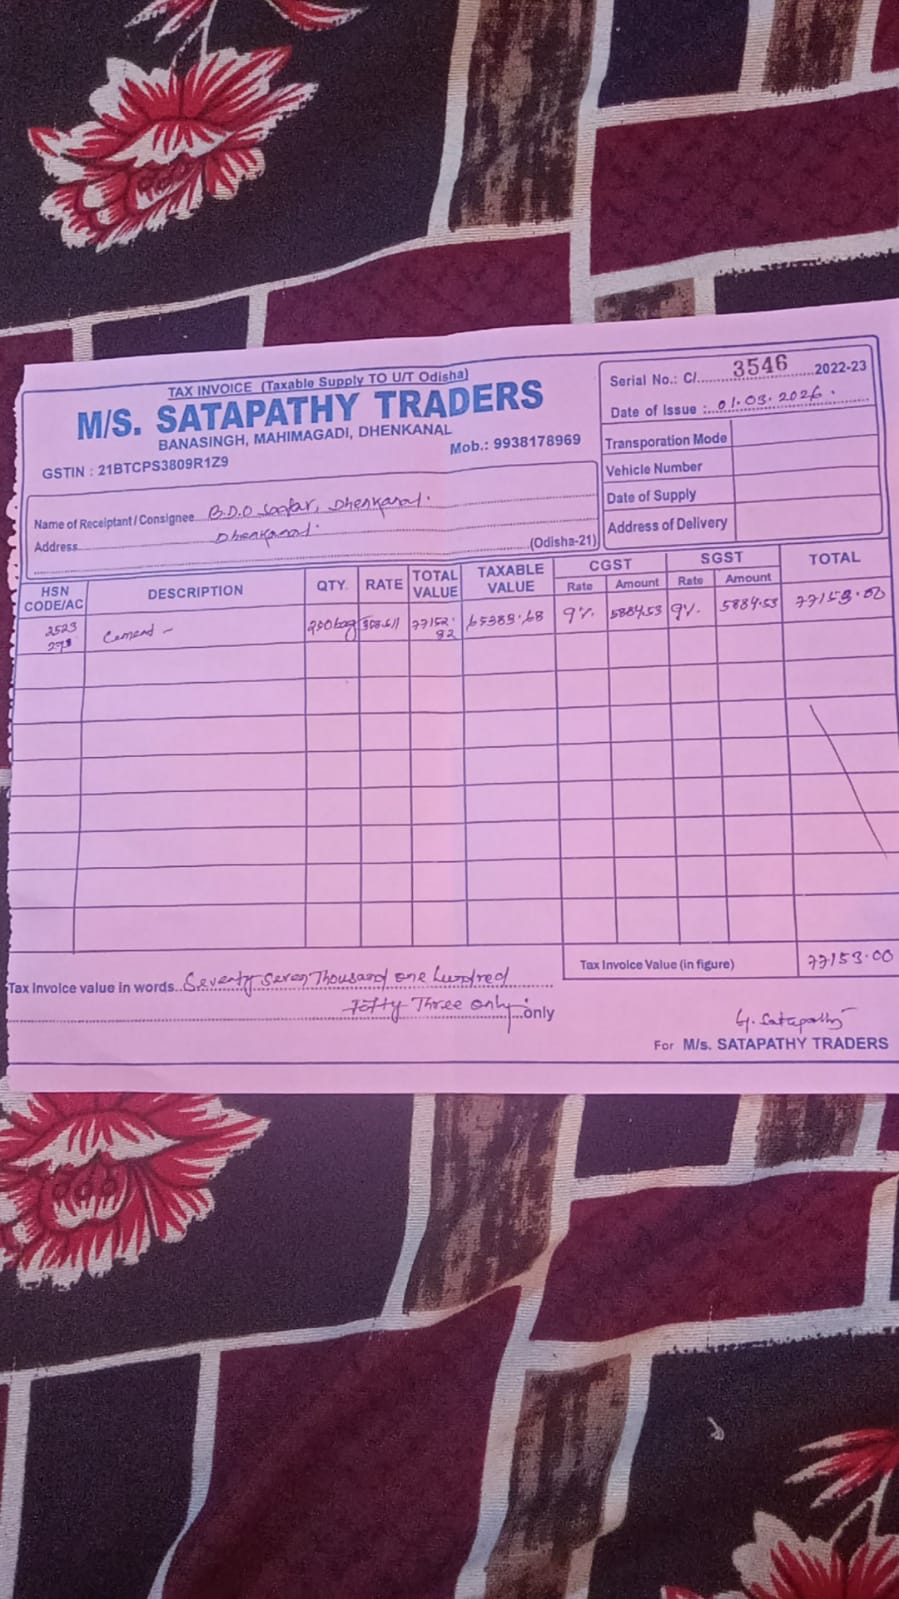 TAX INVOICE (Taxable Supply TO U/T Odisha)
M/S. SATAPATHY TRADERS
BANASINGH, MAHIMAGADI, DHENKANAL
GSTIN : 21BTCPS3809R1Z9
Mob.: 9938178969
Serial No.: C/ 3546 2022-23
Date of Issue : 01.03.2026.
Transporation Mode
Vehicle Number
Date of Supply
Address of Delivery
Name of Receiptant / Consignee B.D.O Sadar, Dhenkanal.
Address Dhenkanal.
(Odisha-21)
HSN CODE/AC DESCRIPTION QTY. RATE TOTAL VALUE TAXABLE VALUE CGST SGST TOTAL
Rate Amount Rate Amount
2523 Cement - 77152. 9%. 5884.53 9%. 5884.53 77153.00
Tax Invoice Value (in figure) 77153.00
Tax Invoice value in words Seventy Seven Thousand one hundred
Fifty Three only. only
For M/s. SATAPATHY TRADERS